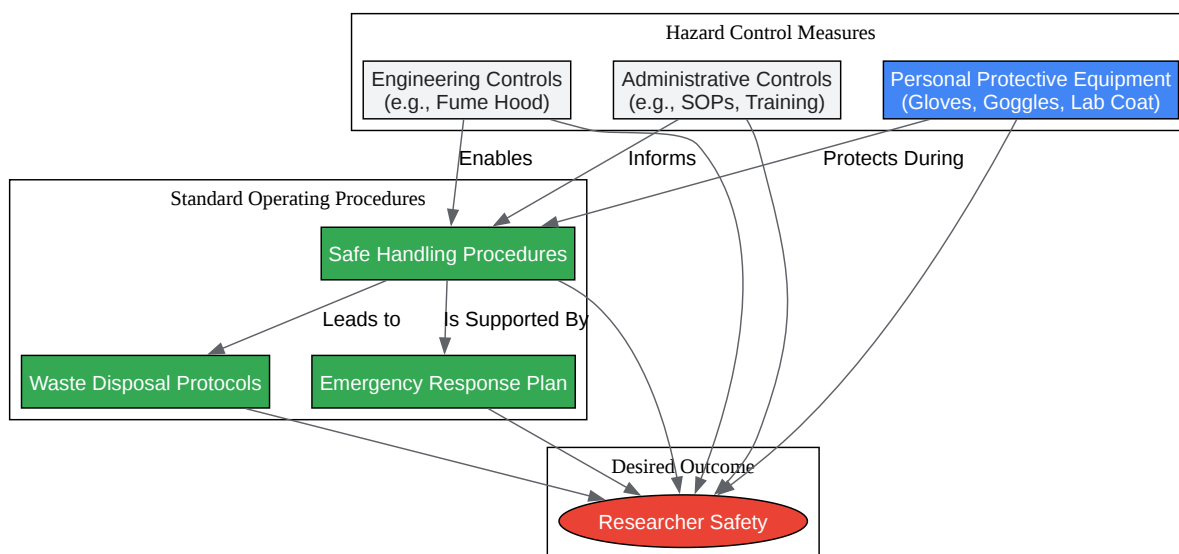 Hazard Control Measures
Engineering Controls
(e.g., Fume Hood)
Administrative Controls
(e.g., SOPs, Training)
Personal Protective Equipment
(Gloves, Goggles, Lab Coat)
Enables
Informs
Protects During
Standard Operating Procedures
Safe Handling Procedures
Leads to
Is Supported By
Waste Disposal Protocols
Emergency Response Plan
Desired Outcome
Researcher Safety